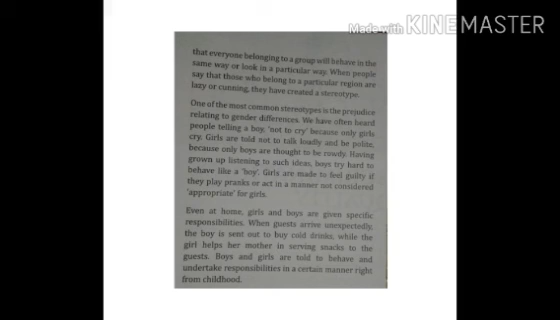 Made with KINEMASTER
that everyone belonging to a group will behave in the
same way or look in a particular way. When people
say that those who belong to a particular region are
lazy or cunning, they have created a stereotype.
One of the most common stereotypes is the prejudice
relating to gender differences. We have often heard
people telling a boy, 'not to cry' because only girls
cry. Girls are told not to talk loudly and be polite,
because only boys are thought to be rowdy. Having
grown up listening to such ideas, boys try hard to
behave like a 'boy'. Girls are made to feel guilty if
they play pranks or act in a manner not considered
'appropriate' for girls.
Even at home, girls and boys are given specific
responsibilities. When guests arrive unexpectedly,
the boy is sent out to buy cold drinks, while the
girl helps her mother in serving snacks to the
guests. Boys and girls are told to behave and
undertake responsibilities in a certain manner right
from childhood.